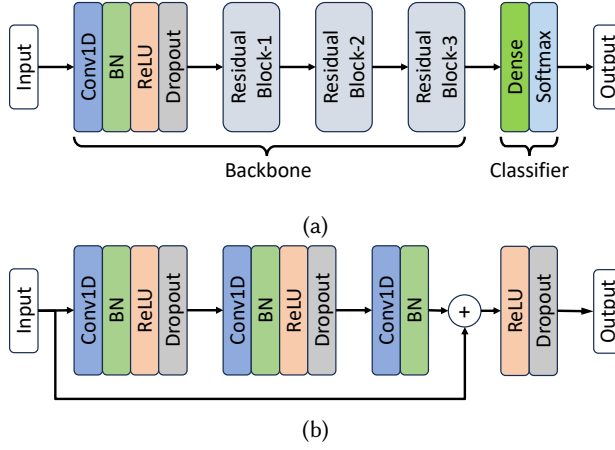 Input
Conv1D
BN
ReLU
Dropout
Residual
Block-1
Residual
Block-2
Residual
Block-3
Dense
Softmax
Output
Backbone
Classifier
(a)
Input
Conv1D
BN
ReLU
Dropout
Conv1D
BN
ReLU
Dropout
Conv1D
BN
+
ReLU
Dropout
Output
(b)